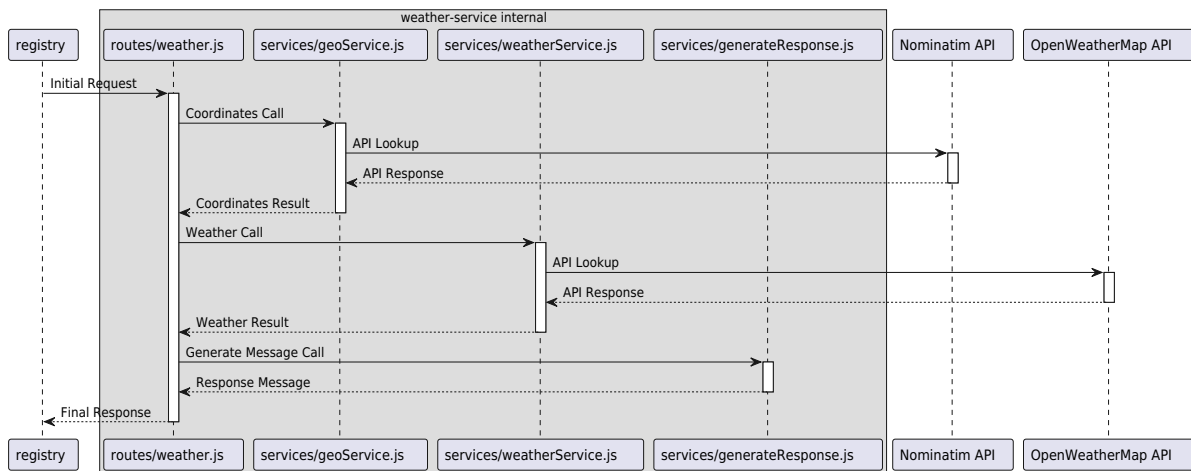 weather-service internal
registry
routes/weather.js
services/geoService.js
services/weatherService.js
services/generateResponse.js
Nominatim API
OpenWeatherMap API
Initial Request
Coordinates Call
API Lookup
API Response
Coordinates Result
Weather Call
API Lookup
API Response
Weather Result
Generate Message Call
Response Message
Final Response
registry
routes/weather.js
services/geoService.js
services/weatherService.js
services/generateResponse.js
Nominatim API
OpenWeatherMap API